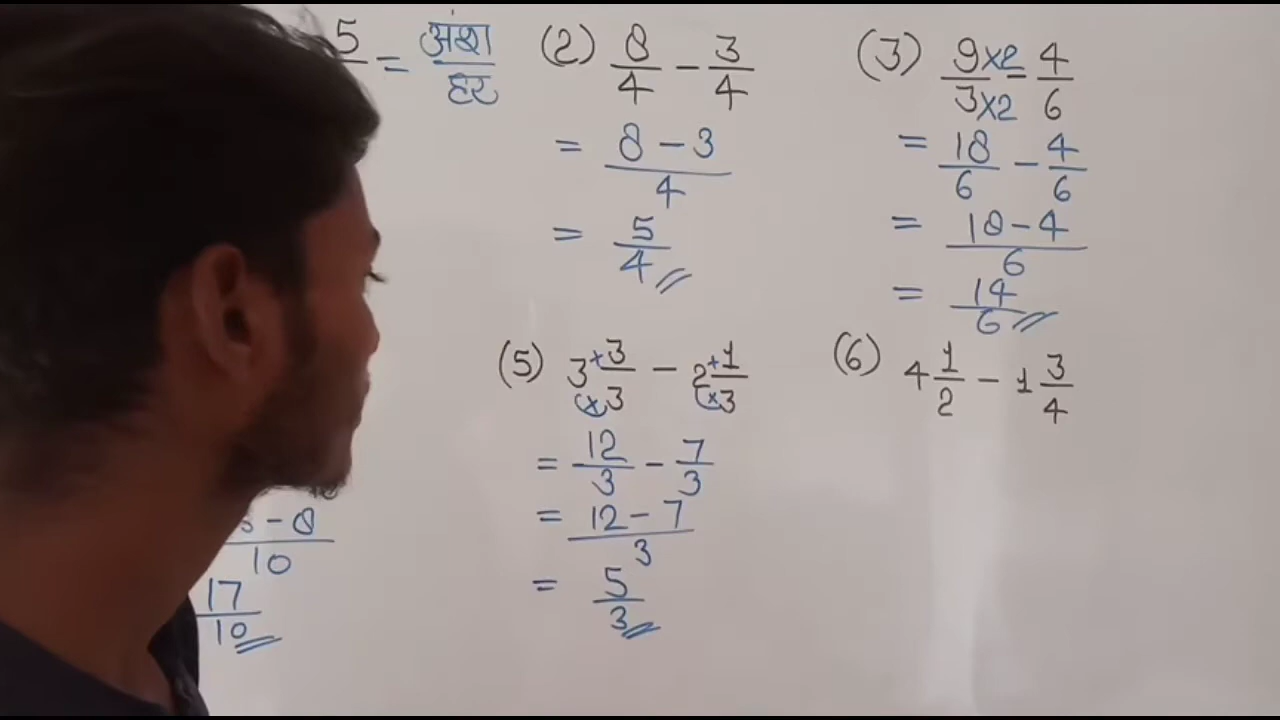 5/ = अंश/हर
(2) 8/4 - 3/4
= 8 - 3/4
= 5/4
(3) 9×2/3×2 - 4/6
= 18/6 - 4/6
= 18 - 4/6
= 14/6
- 8/10
17/10
(5) 3 + 3/× 3 - 2 + 1/× 3
= 12/3 - 7/3
= 12 - 7/3
= 5/3
(6) 4 1/2 - 1 3/4